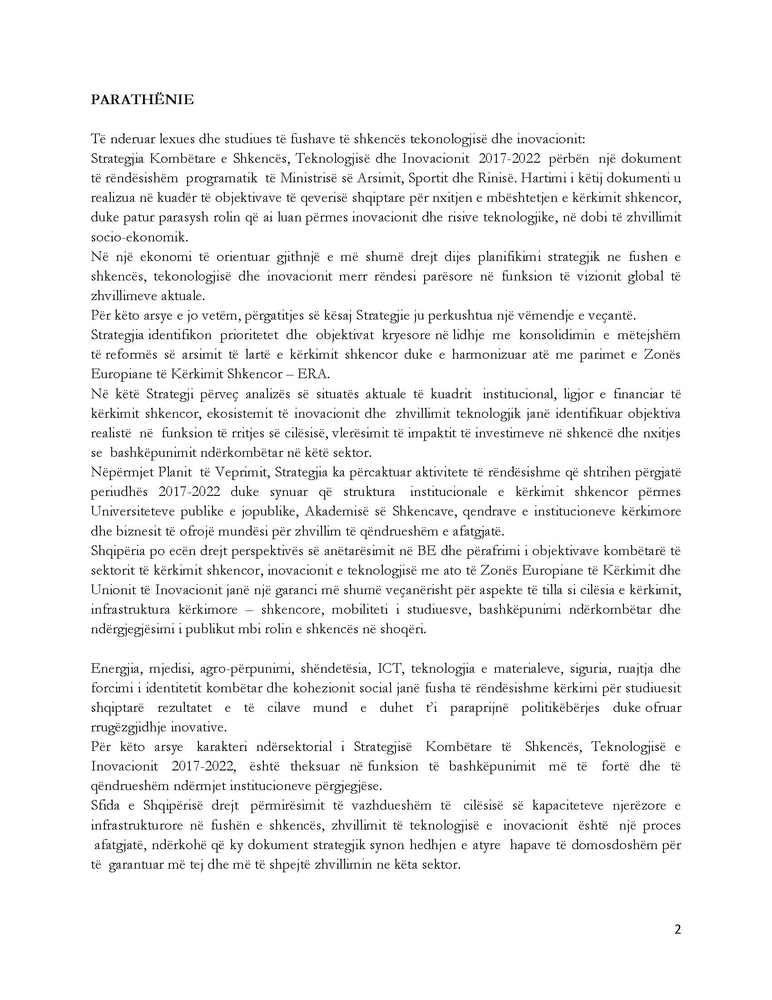 PARATHËNIE
Të nderuar lexues dhe studiues të fushave të shkencës tekonologjisë dhe inovacionit:
Strategjia Kombëtare e Shkencës, Teknologjisë dhe Inovacionit 2017-2022 përbën një dokument
të rëndësishëm programatik të Ministrisë së Arsimit, Sportit dhe Rinisë. Hartimi i këtij dokumenti u
realizua në kuadër të objektivave të qeverisë shqiptare për nxitjen e mbështetjen e kërkimit shkencor,
duke patur parasysh rolin që ai luan përmes inovacionit dhe risive teknologjike, në dobi të zhvillimit
socio-ekonomik.
Në një ekonomi të orientuar gjithnjë e më shumë drejt dijes planifikimi strategjik ne fushen e
shkencës, tekonologjisë dhe inovacionit merr rëndesi parësore në funksion të vizionit global të
zhvillimeve aktuale.
Për këto arsye e jo vetëm, përgatitjes së kësaj Strategjie ju perkushtua një vëmendje e veçantë.
Strategjia identifikon prioritetet dhe objektivat kryesore në lidhje me konsolidimin e mëtejshëm
të reformës së arsimit të lartë e kërkimit shkencor duke e harmonizuar atë me parimet e Zonës
Europiane të Kërkimit Shkencor – ERA.
Në këtë Strategji përveç analizës së situatës aktuale të kuadrit institucional, ligjor e financiar të
kërkimit shkencor, ekosistemit të inovacionit dhe zhvillimit teknologjik janë identifikuar objektiva
realistë në funksion të rritjes së cilësisë, vlerësimit të impaktit të investimeve në shkencë dhe nxitjes
se bashkëpunimit ndërkombëtar në këtë sektor.
Nëpërmjet Planit të Veprimit, Strategjia ka përcaktuar aktivitete të rëndësishme që shtrihen përgjatë
periudhës 2017-2022 duke synuar që struktura institucionale e kërkimit shkencor përmes
Universiteteve publike e jopublike, Akademisë së Shkencave, qendrave e institucioneve kërkimore
dhe biznesit të ofrojë mundësi për zhvillim të qëndrueshëm e afatgjatë.
Shqipëria po ecën drejt perspektivës së anëtarësimit në BE dhe përafrimi i objektivave kombëtarë të
sektorit të kërkimit shkencor, inovacionit e teknologjisë me ato të Zonës Europiane të Kërkimit dhe
Unionit të Inovacionit janë një garanci më shumë veçanërisht për aspekte të tilla si cilësia e kërkimit,
infrastruktura kërkimore – shkencore, mobiliteti i studiuesve, bashkëpunimi ndërkombëtar dhe
ndërgjegjësimi i publikut mbi rolin e shkencës në shoqëri.
Energjia, mjedisi, agro-përpunimi, shëndetësia, ICT, teknologjia e materialeve, siguria, ruajtja dhe
forcimi i identitetit kombëtar dhe kohezionit social janë fusha të rëndësishme kërkimi për studiuesit
shqiptarë rezultatet e të cilave mund e duhet t’i paraprijnë politikëbërjes duke ofruar
rrugëzgjidhje inovative.
Për këto arsye karakteri ndërsektorial i Strategjisë Kombëtare të Shkencës, Teknologjisë e
Inovacionit 2017-2022, është theksuar në funksion të bashkëpunimit më të fortë dhe të
qëndrueshëm ndërmjet institucioneve përgjegjëse.
Sfida e Shqipërisë drejt përmirësimit të vazhdueshëm të cilësisë së kapaciteteve njerëzore e
infrastrukturore në fushën e shkencës, zhvillimit të teknologjisë e inovacionit është një proces
afatgjatë, ndërkohë që ky dokument strategjik synon hedhjen e atyre hapave të domosdoshëm për
të garantuar më tej dhe më të shpejtë zhvillimin ne këta sektor.
2